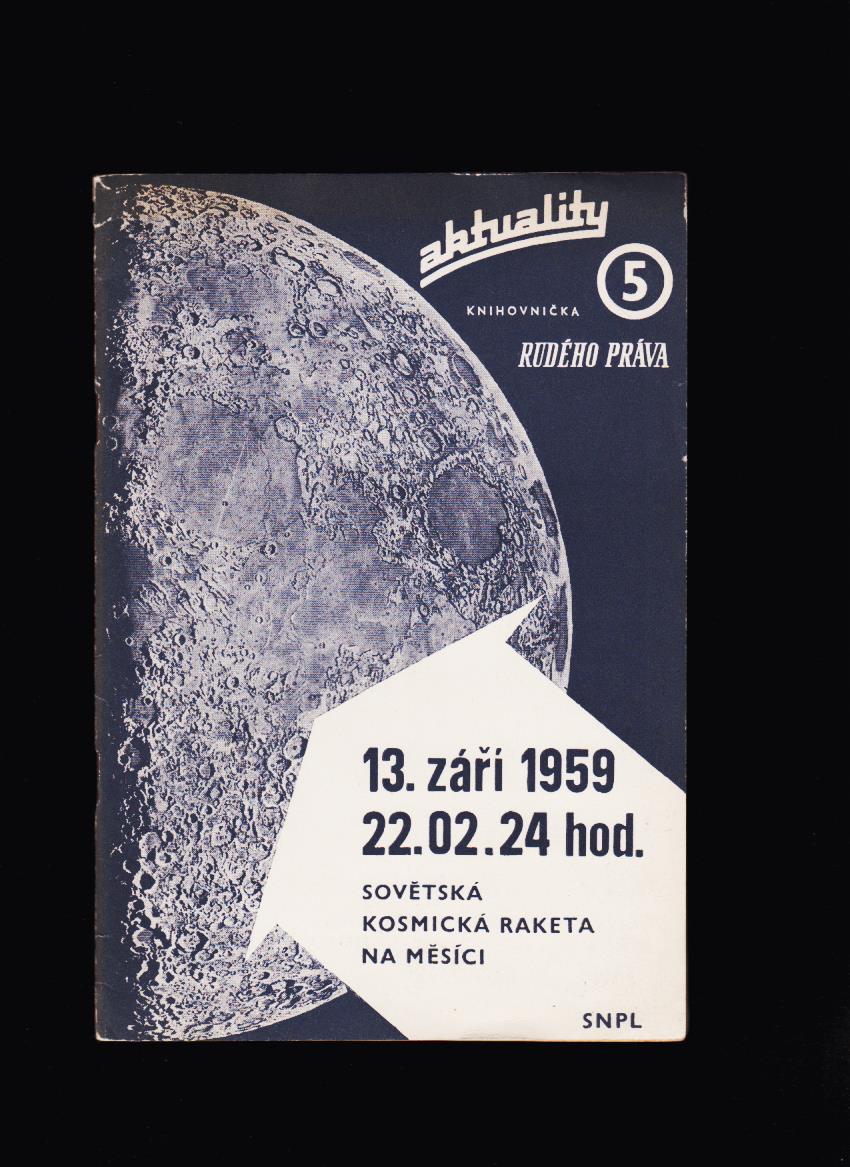 aktuality
5
KNIHOVNIČKA
RUDÉHO PRÁVA
13. září 1959
22.02.24 hod.
SOVĚTSKÁ
KOSMICKÁ RAKETA
NA MĚSÍCI
SNPL